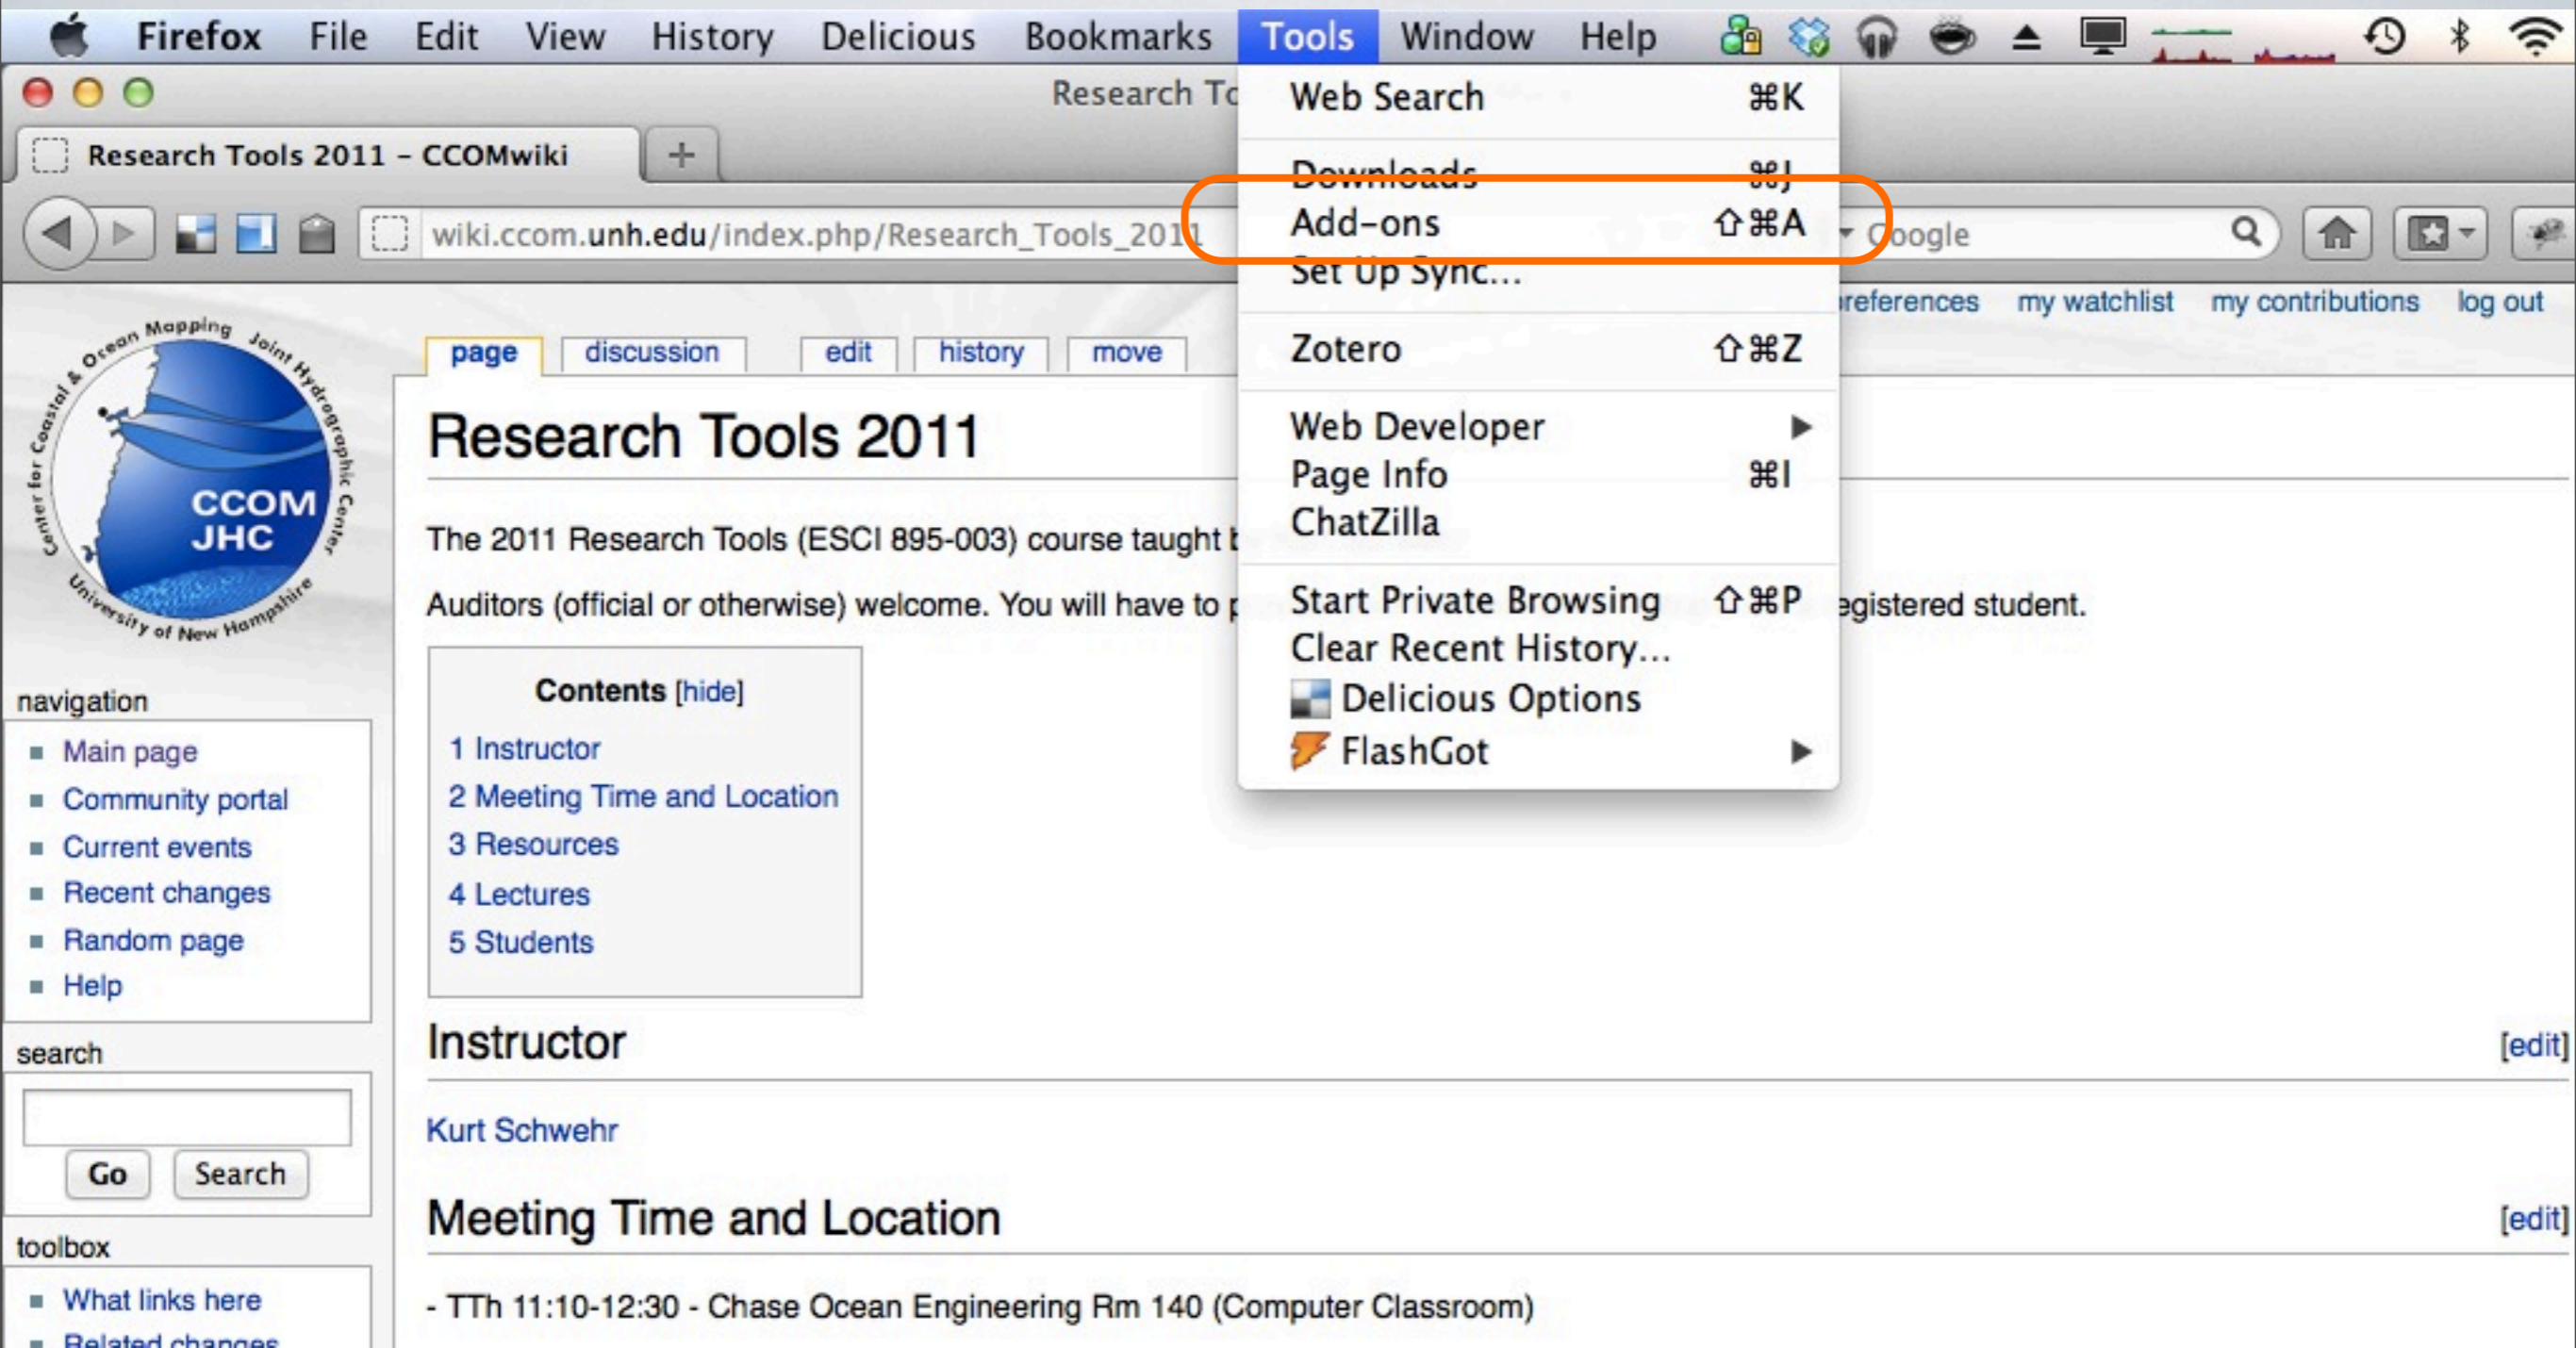 Firefox File Edit View History Delicious Bookmarks Tools Window Help
Research To
Research Tools 2011 – CCOMwiki
wiki.ccom.unh.edu/index.php/Research_Tools_2011
Google
Web Search ⌘K
Downloads ⌘J
Add-ons ⇧⌘A
Set Up Sync...
Zotero ⇧⌘Z
Web Developer ▶
Page Info ⌘I
ChatZilla
Start Private Browsing ⇧⌘P
Clear Recent History...
Delicious Options
FlashGot ▶
references my watchlist my contributions log out
Center for Coastal & Ocean Mapping Joint Hydrographic Center
CCOM
JHC
University of New Hampshire
page discussion edit history move
Research Tools 2011
The 2011 Research Tools (ESCI 895-003) course taught
Auditors (official or otherwise) welcome. You will have to
egistered student.
Contents [hide]
1 Instructor
2 Meeting Time and Location
3 Resources
4 Lectures
5 Students
navigation
Main page
Community portal
Current events
Recent changes
Random page
Help
search
Go Search
toolbox
What links here
Related changes
Instructor [edit]
Kurt Schwehr
Meeting Time and Location [edit]
- TTh 11:10-12:30 - Chase Ocean Engineering Rm 140 (Computer Classroom)